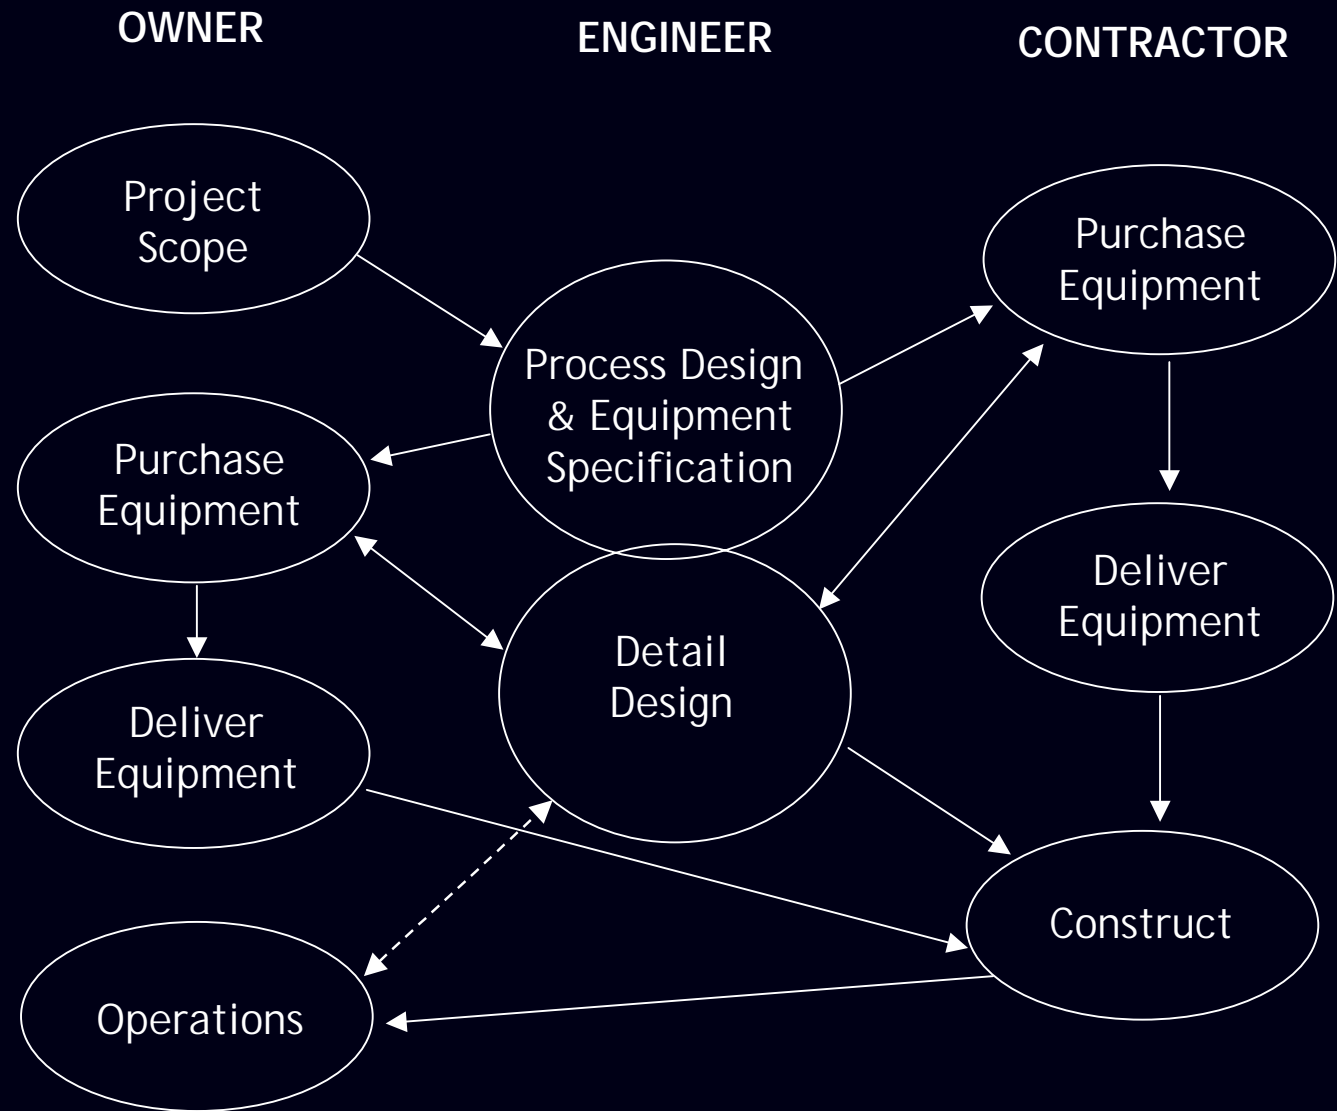 OWNER
ENGINEER
CONTRACTOR
Project
Scope
Purchase
Equipment
Process Design
& Equipment
Specification
Purchase
Equipment
Deliver
Equipment
Detail
Design
Deliver
Equipment
Construct
Operations